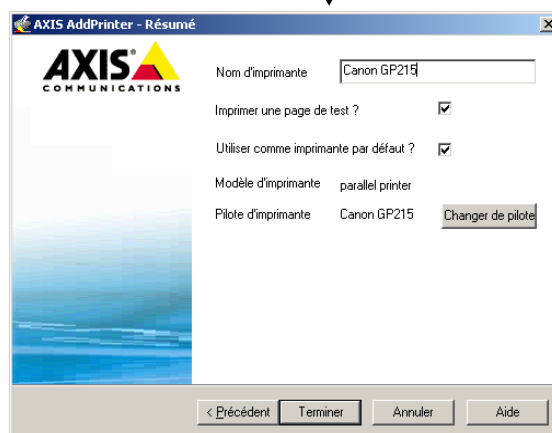 AXIS AddPrinter - Résumé
AXIS
COMMUNICATIONS
Nom d'imprimante Canon GP215
Imprimer une page de test ?
Utiliser comme imprimante par défaut ?
Modèle d'imprimante parallel printer
Pilote d'imprimante Canon GP215 Changer de pilote
< Précédent Terminer Annuler Aide